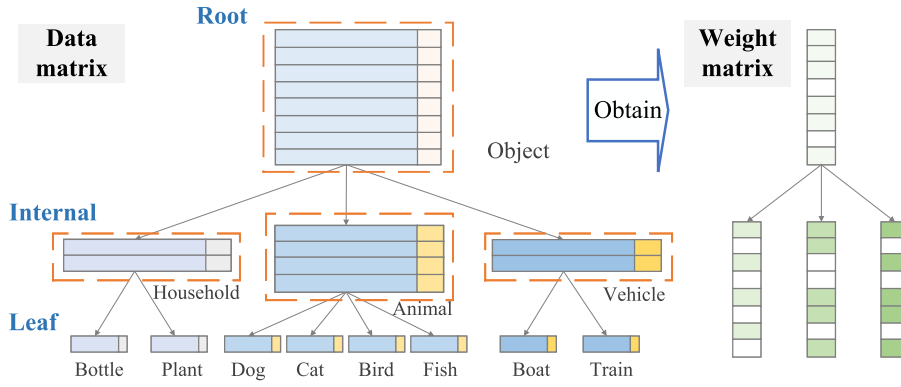 Root
Data
matrix
Weight
matrix
Obtain
Object
Internal
Household
Animal
Vehicle
Leaf
Bottle
Plant
Dog
Cat
Bird
Fish
Boat
Train